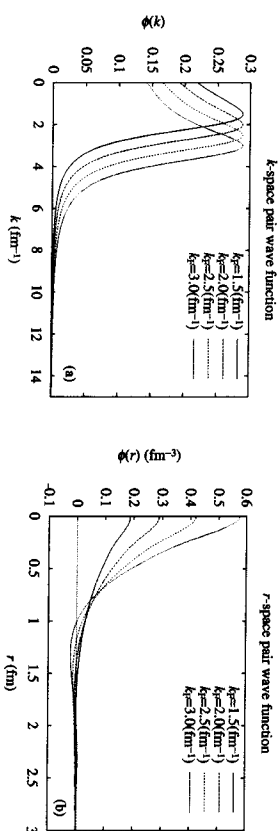 k-space pair wave function
ϕ(k)
0.3
0.25
0.2
0.15
0.1
0.05
0
0 2 4 6 8 10 12 14
k (fm⁻¹)
kF=1.5(fm⁻¹)
kF=2.0(fm⁻¹)
kF=2.5(fm⁻¹)
kF=3.0(fm⁻¹)
(a)
r-space pair wave function
ϕ(r) (fm⁻³)
0.6
0.5
0.4
0.3
0.2
0.1
0
-0.1
0 0.5 1 1.5 2 2.5 3
r (fm)
kF=1.5(fm⁻¹)
kF=2.0(fm⁻¹)
kF=2.5(fm⁻¹)
kF=3.0(fm⁻¹)
(b)